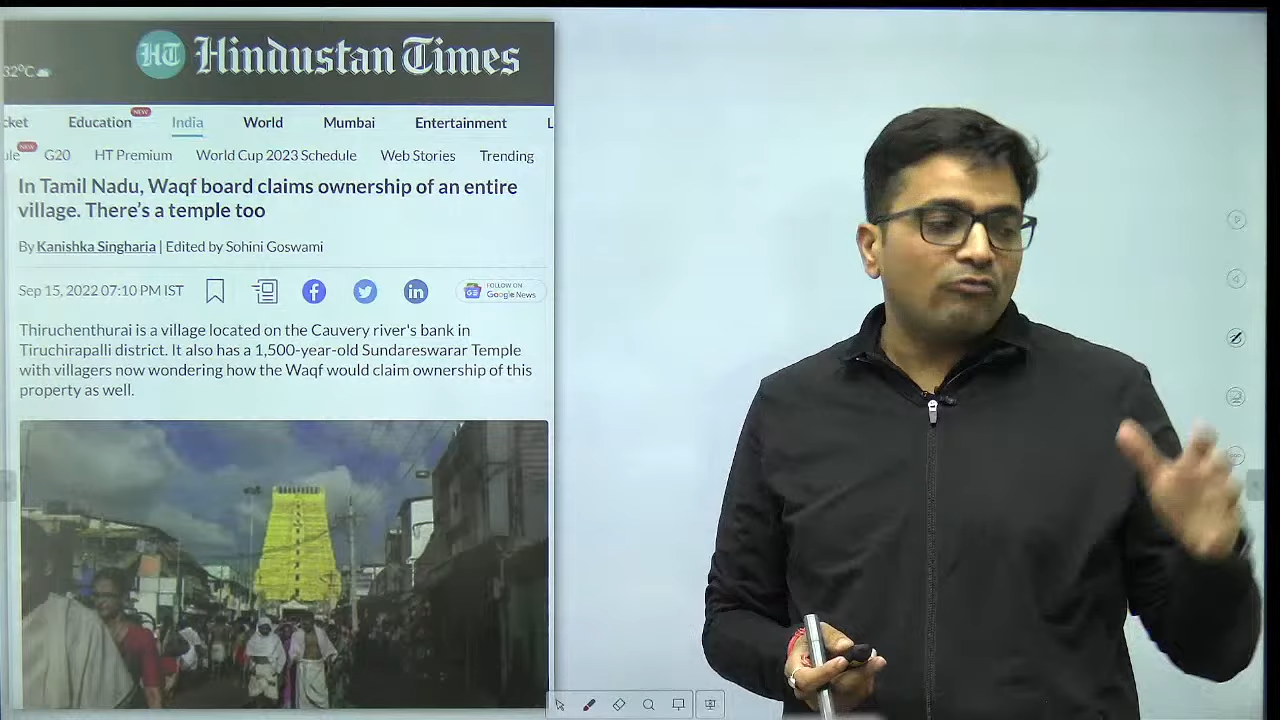 HT Hindustan Times
32°C
cket Education NEW India World Mumbai Entertainment L
ule NEW G20 HT Premium World Cup 2023 Schedule Web Stories Trending
In Tamil Nadu, Waqf board claims ownership of an entire
village. There's a temple too
By Kanishka Singharia | Edited by Sohini Goswami
Sep 15, 2022 07:10 PM IST
FOLLOW ON
Google News
Thiruchenthurai is a village located on the Cauvery river's bank in
Tiruchirapalli district. It also has a 1,500-year-old Sundareswarar Temple
with villagers now wondering how the Waqf would claim ownership of this
property as well.